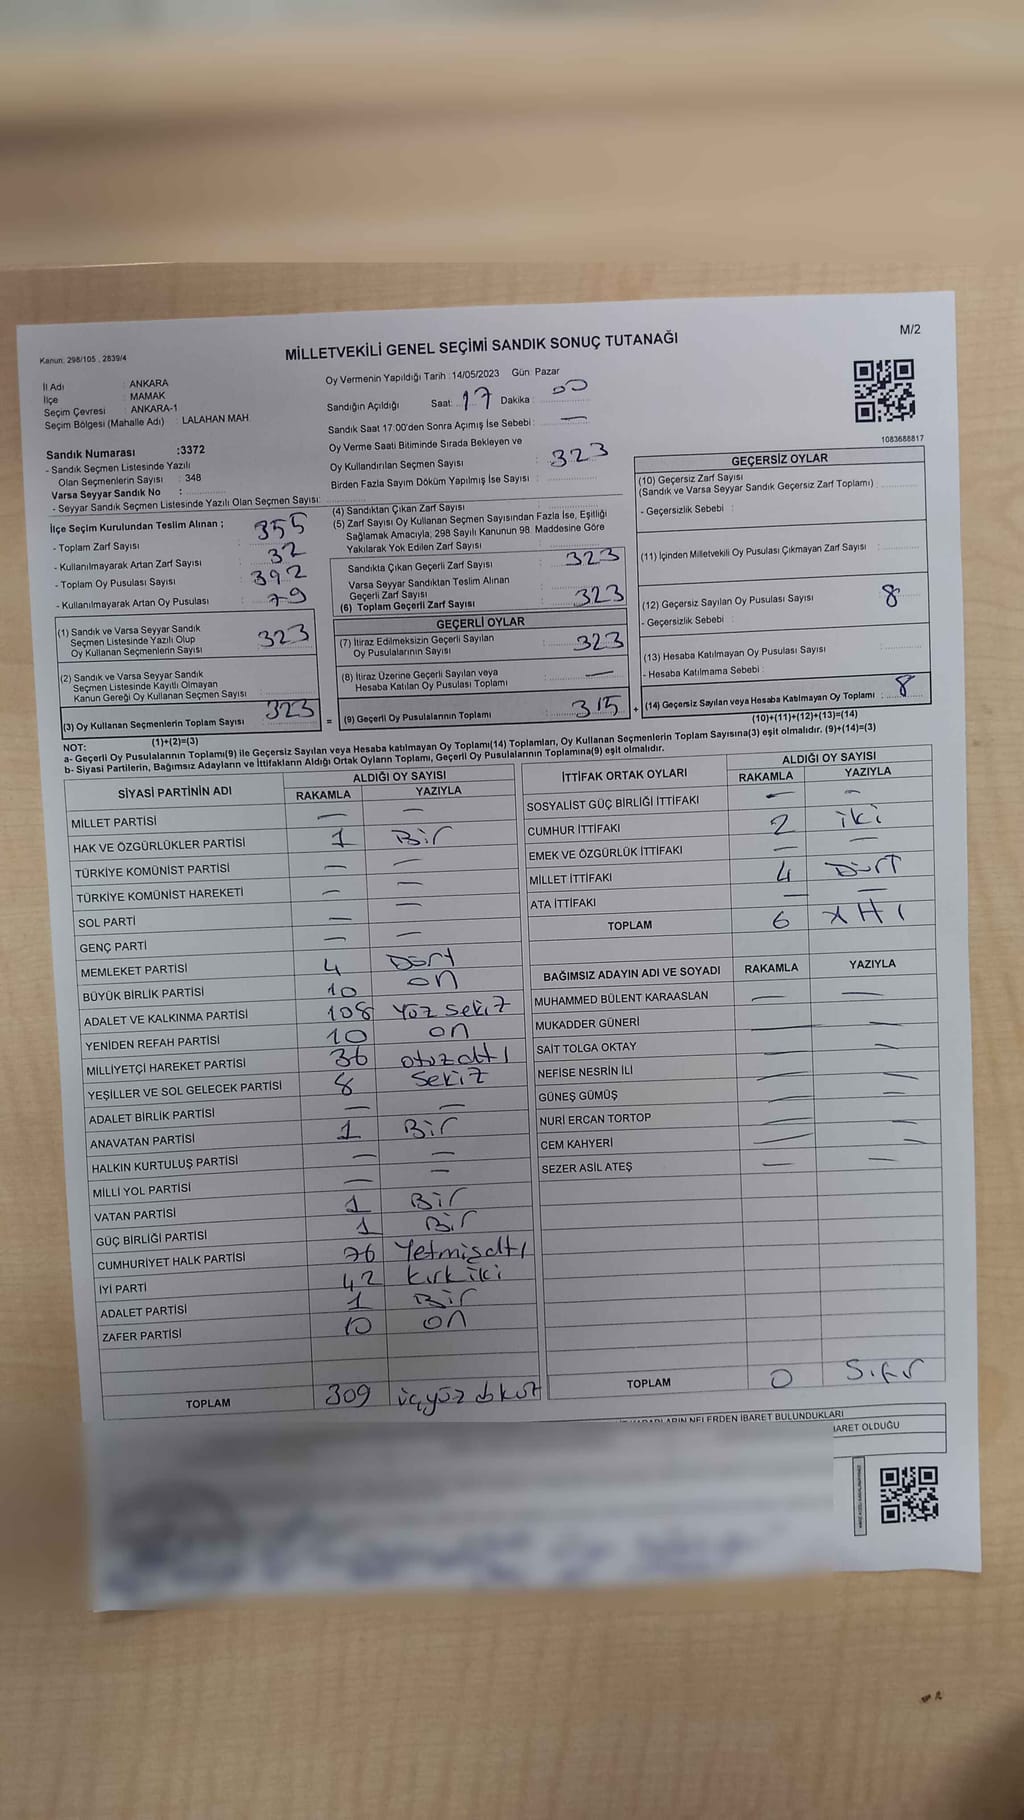 Kanun: 298/105 , 2839/4
MİLLETVEKİLİ GENEL SEÇİMİ SANDIK SONUÇ TUTANAĞI
M/2
İl Adı : ANKARA
İlçe : MAMAK
Seçim Çevresi : ANKARA-1
Seçim Bölgesi (Mahalle Adı) : LALAHAN MAH.
Sandık Numarası :3372
- Sandık Seçmen Listesinde Yazılı
Olan Seçmenlerin Sayısı : 348
Varsa Seyyar Sandık No :
- Seyyar Sandık Seçmen Listesinde Yazılı Olan Seçmen Sayısı:
Oy Vermenin Yapıldığı Tarih : 14/05/2023 Gün: Pazar
Sandığın Açıldığı Saat: 17 Dakika : 00
Sandık Saat 17.00'den Sonra Açımış İse Sebebi : —
Oy Verme Saati Bitiminde Sırada Bekleyen ve
Oy Kullandırılan Seçmen Sayısı : 323
Birden Fazla Sayım Döküm Yapılmış İse Sayısı :
1083688817
İlçe Seçim Kurulundan Teslim Alınan ;
- Toplam Zarf Sayısı : 355
- Kullanılmayarak Artan Zarf Sayısı : 32
- Toplam Oy Pusulası Sayısı : 392
- Kullanılmayarak Artan Oy Pusulası : 79
(1) Sandık ve Varsa Seyyar Sandık
Seçmen Listesinde Yazılı Olup
Oy Kullanan Seçmenlerin Sayısı : 323
(2) Sandık ve Varsa Seyyar Sandık
Seçmen Listesinde Kayıtlı Olmayan
Kanun Gereği Oy Kullanan Seçmen Sayısı :
(3) Oy Kullanan Seçmenlerin Toplam Sayısı : 323
(1)+(2)=(3)
(4) Sandıktan Çıkan Zarf Sayısı :
(5) Zarf Sayısı Oy Kullanan Seçmen Sayısından Fazla İse, Eşitliği
Sağlamak Amacıyla; 298 Sayılı Kanunun 98. Maddesine Göre
Yakılarak Yok Edilen Zarf Sayısı :
Sandıkta Çıkan Geçerli Zarf Sayısı : 323
Varsa Seyyar Sandıktan Teslim Alınan
Geçerli Zarf Sayısı :
(6) Toplam Geçerli Zarf Sayısı : 323
GEÇERLİ OYLAR
(7) İtiraz Edilmeksizin Geçerli Sayılan
Oy Pusulalarının Sayısı : 323
(8) İtiraz Üzerine Geçerli Sayılan veya
Hesaba Katılan Oy Pusulası Toplamı : —
= (9) Geçerli Oy Pusulalarının Toplamı : 315 +
GEÇERSİZ OYLAR
(10) Geçersiz Zarf Sayısı
(Sandık ve Varsa Seyyar Sandık Geçersiz Zarf Toplamı) :
- Geçersizlik Sebebi :
(11) İçinden Milletvekili Oy Pusulası Çıkmayan Zarf Sayısı :
(12) Geçersiz Sayılan Oy Pusulası Sayısı : 8
- Geçersizlik Sebebi :
(13) Hesaba Katılmayan Oy Pusulası Sayısı :
- Hesaba Katılmama Sebebi :
(14) Geçersiz Sayılan veya Hesaba Katılmayan Oy Toplamı : 8
(10)+(11)+(12)+(13)=(14)
NOT:
a- Geçerli Oy Pusulalarının Toplamı(9) ile Geçersiz Sayılan veya Hesaba katılmayan Oy Toplamı(14) Toplamları, Oy Kullanan Seçmenlerin Toplam Sayısına(3) eşit olmalıdır. (9)+(14)=(3)
b- Siyasi Partilerin, Bağımsız Adayların ve İttifakların Aldığı Ortak Oyların Toplamı, Geçerli Oy Pusulalarının Toplamına(9) eşit olmalıdır.
SİYASİ PARTİNİN ADI ALDIĞI OY SAYISI
RAKAMLA YAZIYLA
MİLLET PARTİSİ — —
HAK VE ÖZGÜRLÜKLER PARTİSİ 1 Bir
TÜRKİYE KOMÜNİST PARTİSİ — —
TÜRKİYE KOMÜNİST HAREKETİ — —
SOL PARTİ — —
GENÇ PARTİ — —
MEMLEKET PARTİSİ 4 Dört
BÜYÜK BİRLİK PARTİSİ 10 on
ADALET VE KALKINMA PARTİSİ 108 Yüz sekiz
YENİDEN REFAH PARTİSİ 10 on
MİLLİYETÇİ HAREKET PARTİSİ 36 otuzaltı
YEŞİLLER VE SOL GELECEK PARTİSİ 8 Sekiz
ADALET BİRLİK PARTİSİ — —
ANAVATAN PARTİSİ 1 Bir
HALKIN KURTULUŞ PARTİSİ — —
MİLLİ YOL PARTİSİ — —
VATAN PARTİSİ 1 Bir
GÜÇ BİRLİĞİ PARTİSİ 1 Bir
CUMHURİYET HALK PARTİSİ 76 Yetmişaltı
İYİ PARTİ 42 kırk iki
ADALET PARTİSİ 1 Bir
ZAFER PARTİSİ 10 on
TOPLAM 309 üçyüz dokuz
İTTİFAK ORTAK OYLARI ALDIĞI OY SAYISI
RAKAMLA YAZIYLA
SOSYALİST GÜÇ BİRLİĞİ İTTİFAKI — —
CUMHUR İTTİFAKI 2 iki
EMEK VE ÖZGÜRLÜK İTTİFAKI — —
MİLLET İTTİFAKI 4 Dört
ATA İTTİFAKI — —
TOPLAM 6
BAĞIMSIZ ADAYIN ADI VE SOYADI RAKAMLA YAZIYLA
MUHAMMED BÜLENT KARAASLAN — —
MUKADDER GÜNERİ — —
SAİT TOLGA OKTAY — —
NEFİSE NESRİN İLİ — —
GÜNEŞ GÜMÜŞ — —
NURİ ERCAN TORTOP — —
CEM KAHYERİ — —
SEZER ASİL ATEŞ — —
TOPLAM 0 Sıfır
NELERDEN İBARET BULUNDUKLARI
İBARET OLDUĞU